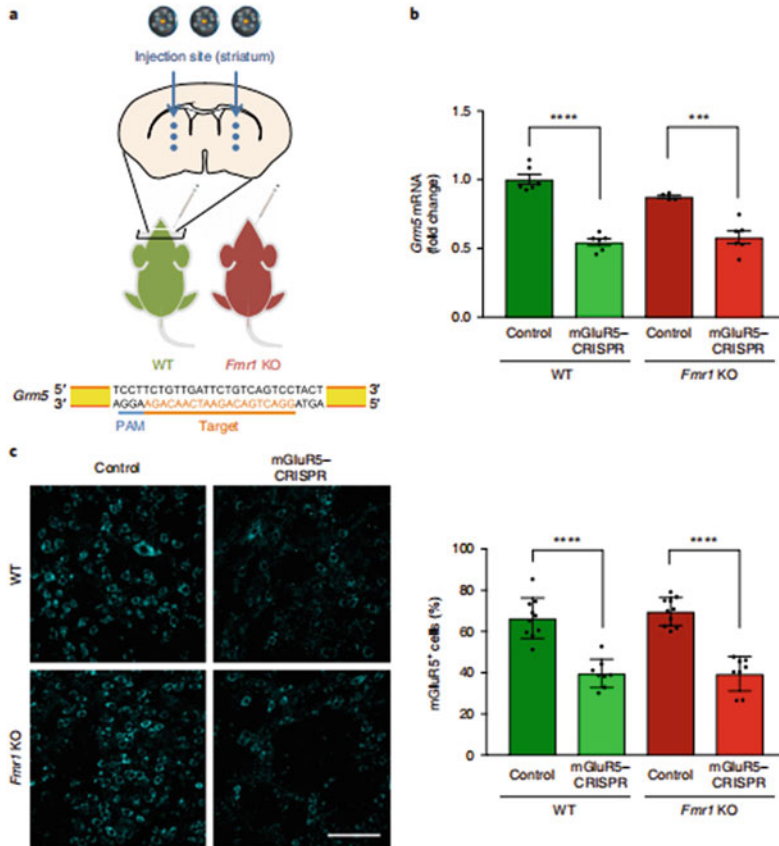 a
Injection site (striatum)
WT
Fmr1 KO
Grm5 5′ TCCTTCTGTTGATTCTGTCAGTCCTACT 3′
3′ AGGAAGACAACTAAGACAGTCAGGATGA 5′
PAM
Target
b
Grm5 mRNA
(fold change)
1.5
1.0
0.5
0.0
****
***
Control
mGluR5–
CRISPR
Control
mGluR5–
CRISPR
WT
Fmr1 KO
c
Control
mGluR5–
CRISPR
WT
Fmr1 KO
mGluR5⁺ cells (%)
100
80
60
40
20
0
****
****
Control
mGluR5–
CRISPR
Control
mGluR5–
CRISPR
WT
Fmr1 KO